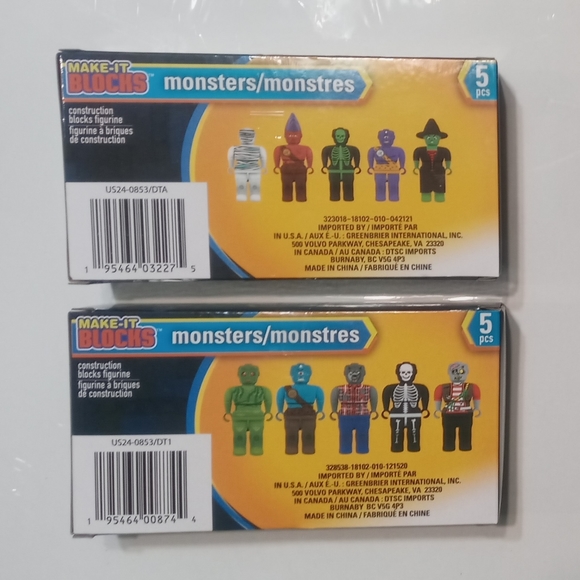 MAKE-IT
BLOCKS™
monsters/monstres
5
pcs
construction
blocks figurine
figurine à briques
de construction
US24-0853/DTA
1 95464 03227 5
323018-18102-010-042121
IMPORTED BY / IMPORTÉ PAR
IN U.S.A. / AUX É.-U. : GREENBRIER INTERNATIONAL, INC.
500 VOLVO PARKWAY, CHESAPEAKE, VA 23320
IN CANADA / AU CANADA : DTSC IMPORTS
BURNABY, BC V5G 4P3
MADE IN CHINA / FABRIQUÉ EN CHINE
MAKE-IT
BLOCKS™
monsters/monstres
5
pcs
construction
blocks figurine
figurine à briques
de construction
US24-0853/DT1
1 95464 00874 4
328538-18102-010-121520
IMPORTED BY / IMPORTÉ PAR
IN U.S.A. / AUX É.-U. : GREENBRIER INTERNATIONAL, INC.
500 VOLVO PARKWAY, CHESAPEAKE, VA 23320
IN CANADA / AU CANADA : DTSC IMPORTS
BURNABY BC V5G 4P3
MADE IN CHINA / FABRIQUÉ EN CHINE